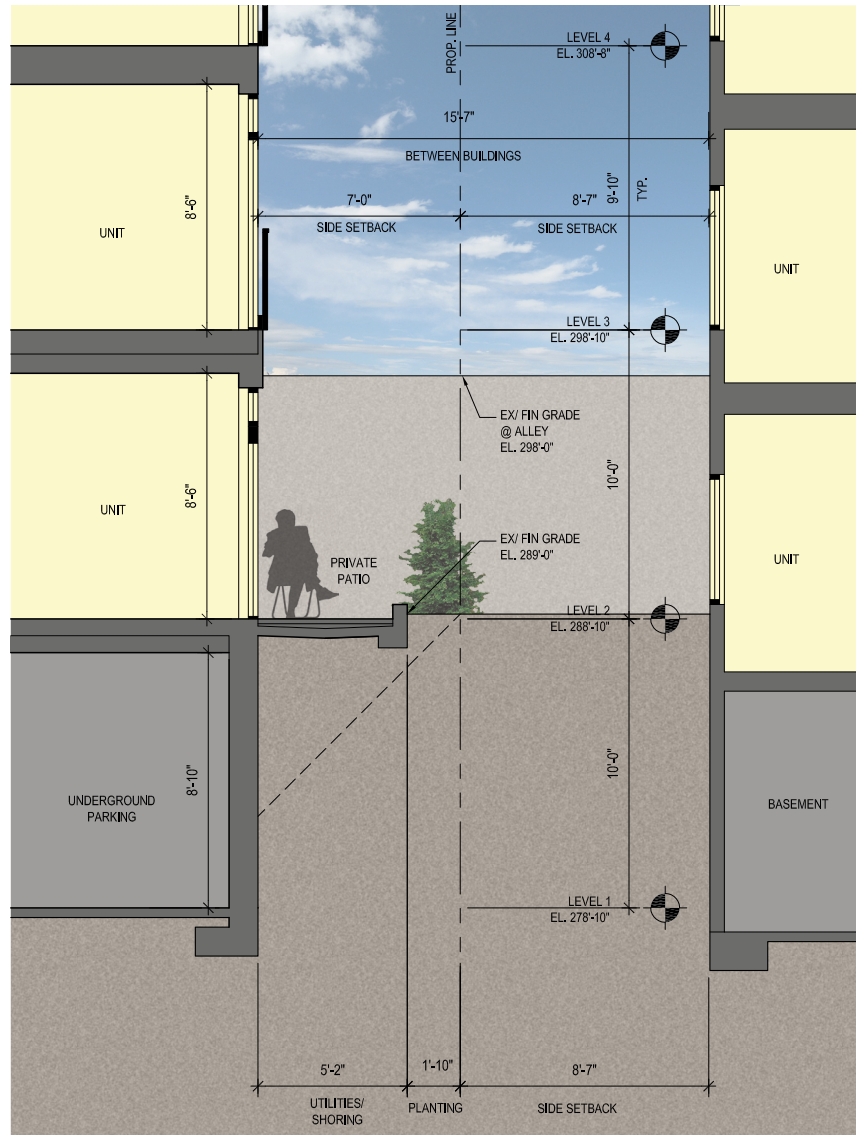 PROP. LINE
LEVEL 4
EL. 308'-8"
15'-7"
BETWEEN BUILDINGS
9'-10"
TYP.
8'-6"
7'-0"
8'-7"
UNIT
SIDE SETBACK
SIDE SETBACK
UNIT
LEVEL 3
EL. 298'-10"
EX/ FIN GRADE
@ ALLEY
EL. 298'-0"
10'-0"
8'-6"
UNIT
EX/ FIN GRADE
EL. 289'-0"
PRIVATE
PATIO
UNIT
LEVEL 2
EL. 288'-10"
10'-0"
8'-10"
UNDERGROUND
PARKING
BASEMENT
LEVEL 1
EL. 278'-10"
5'-2"
1'-10"
8'-7"
UTILITIES/
SHORING
PLANTING
SIDE SETBACK